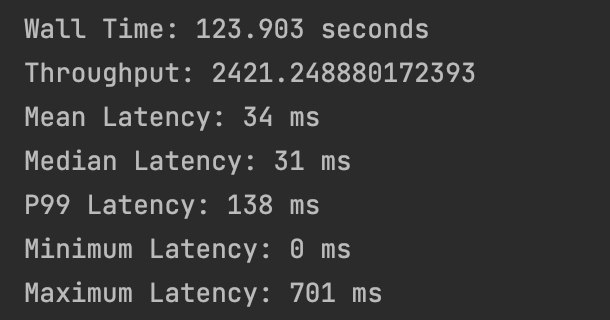 Wall Time: 123.903 seconds
Throughput: 2421.248880172393
Mean Latency: 34 ms
Median Latency: 31 ms
P99 Latency: 138 ms
Minimum Latency: 0 ms
Maximum Latency: 701 ms